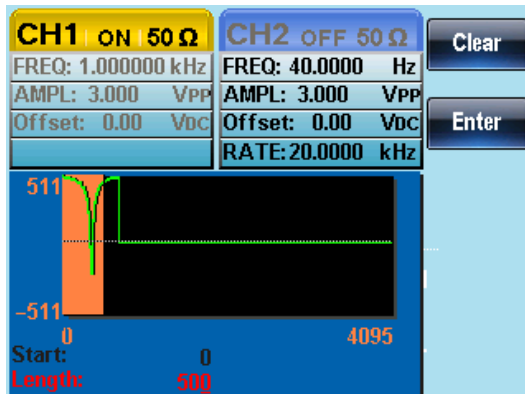 CH1 ON 50 Ω CH2 OFF 50 Ω
Clear
FREQ: 1.000000 kHz FREQ: 40.0000 Hz
AMPL: 3.000 VPP AMPL: 3.000 VPP
Offset: 0.00 VDC Offset: 0.00 VDC
Enter
RATE: 20.0000 kHz
511
-511
0 4095
Start: 0
Length: 500